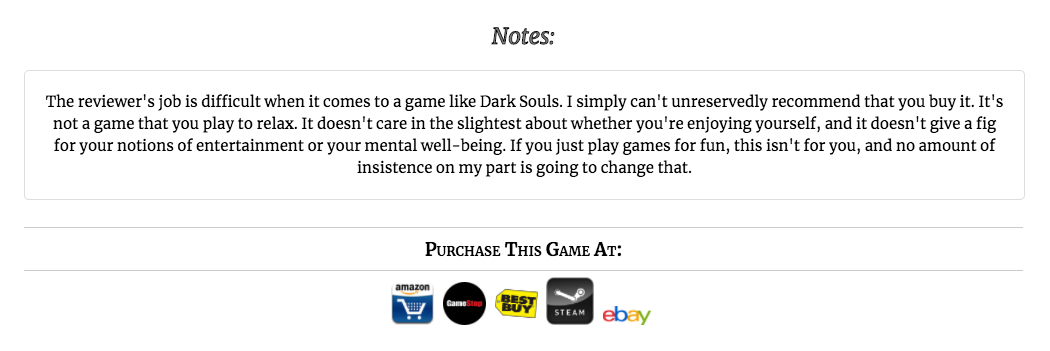 Notes:
The reviewer's job is difficult when it comes to a game like Dark Souls. I simply can't unreservedly recommend that you buy it. It's
not a game that you play to relax. It doesn't care in the slightest about whether you're enjoying yourself, and it doesn't give a fig
for your notions of entertainment or your mental well-being. If you just play games for fun, this isn't for you, and no amount of
insistence on my part is going to change that.
Purchase This Game At:
amazon GameStop BEST BUY STEAM ebay